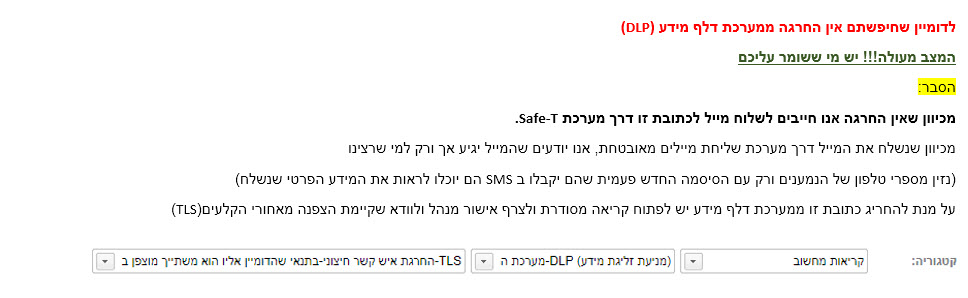 לדומיין שחיפשתם אין החרגה ממערכת דלף מידע (DLP)
המצב מעולה!!! יש מי ששומר עליכם
הסבר:
מכיוון שאין החרגה אנו חייבים לשלוח מייל לכתובת זו דרך מערכת Safe-T.
מכיוון שנשלח את המייל דרך מערכת שליחת מיילים מאובטחת, אנו יודעים שהמייל יגיע אך ורק למי שרצינו
(נזין מספרי טלפון של הנמענים ורק עם הסיסמה החדש פעמית שהם יקבלו ב SMS הם יוכלו לראות את המידע הפרטי שנשלח)
על מנת להחריג כתובת זו ממערכת דלף מידע יש לפתוח קריאה מסודרת ולצרף אישור מנהל ולוודא שקיימת הצפנה מאחורי הקלעים(TLS)
קטגוריה: קריאות מחשוב (מניעת זליגת מידע) DLP-מערכת ה TLS-החרגת איש קשר חיצוני-בתנאי שהדומיין אליו הוא משתייך מוצפן ב